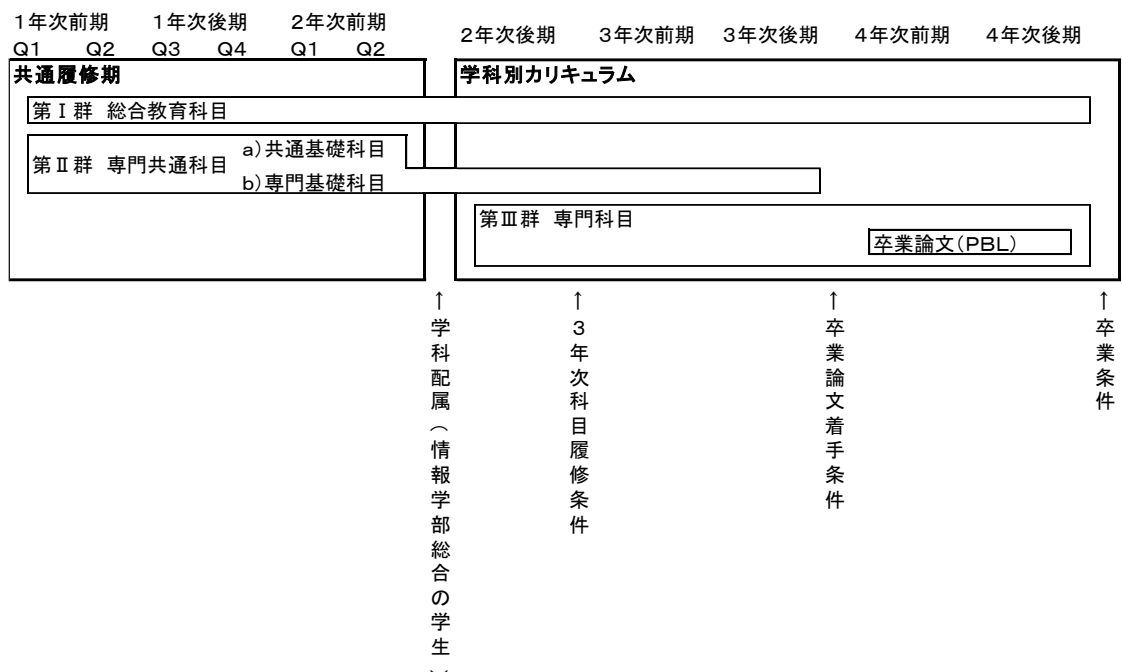 1年次前期 1年次後期 2年次前期 2年次後期 3年次前期 3年次後期 4年次前期 4年次後期
Q1 Q2 Q3 Q4 Q1 Q2
共通履修期 学科別カリキュラム
第Ⅰ群 総合教育科目
第Ⅱ群 専門共通科目 a)共通基礎科目
b)専門基礎科目
第Ⅲ群 専門科目
卒業論文(PBL)
↑学科配属(情報学部総合の学生)
↑3年次科目履修条件
↑卒業論文着手条件
↑卒業条件